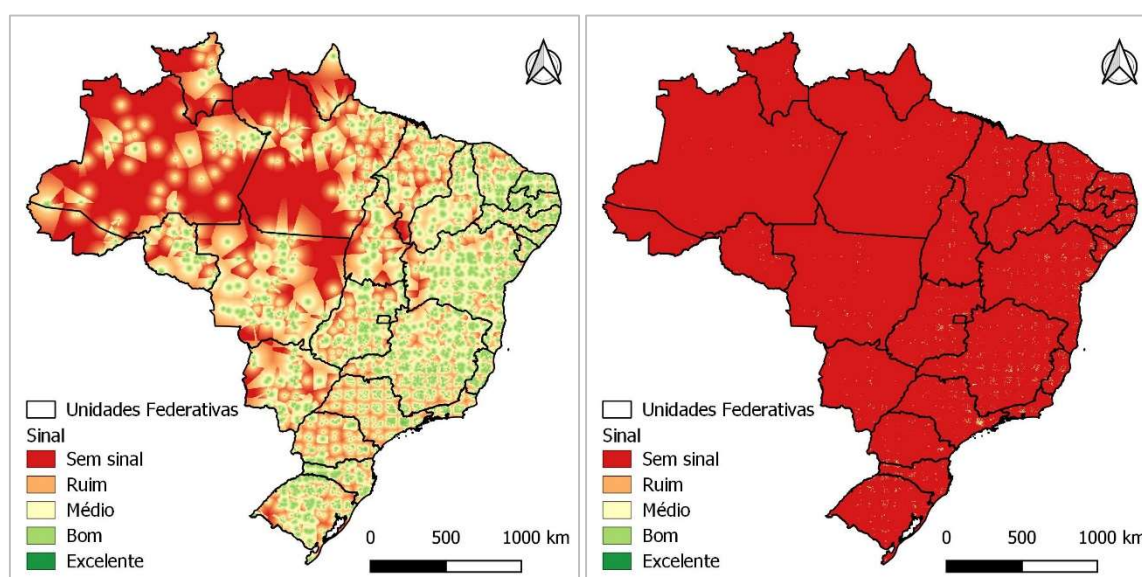 Unidades Federativas
Sinal
Sem sinal
Ruim
Médio
Bom
Excelente
0 500 1000 km
Unidades Federativas
Sinal
Sem sinal
Ruim
Médio
Bom
Excelente
0 500 1000 km